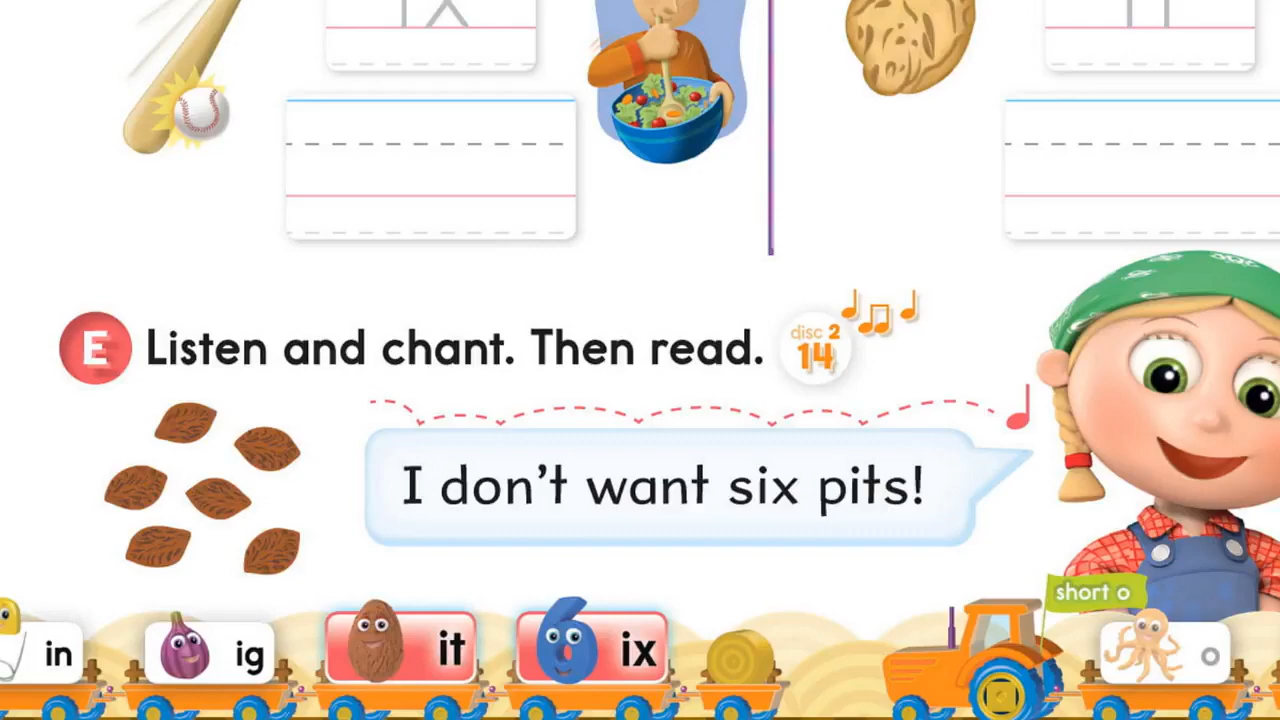 E Listen and chant. Then read. disc 2 14
I don't want six pits!
short o
in ig it ix o